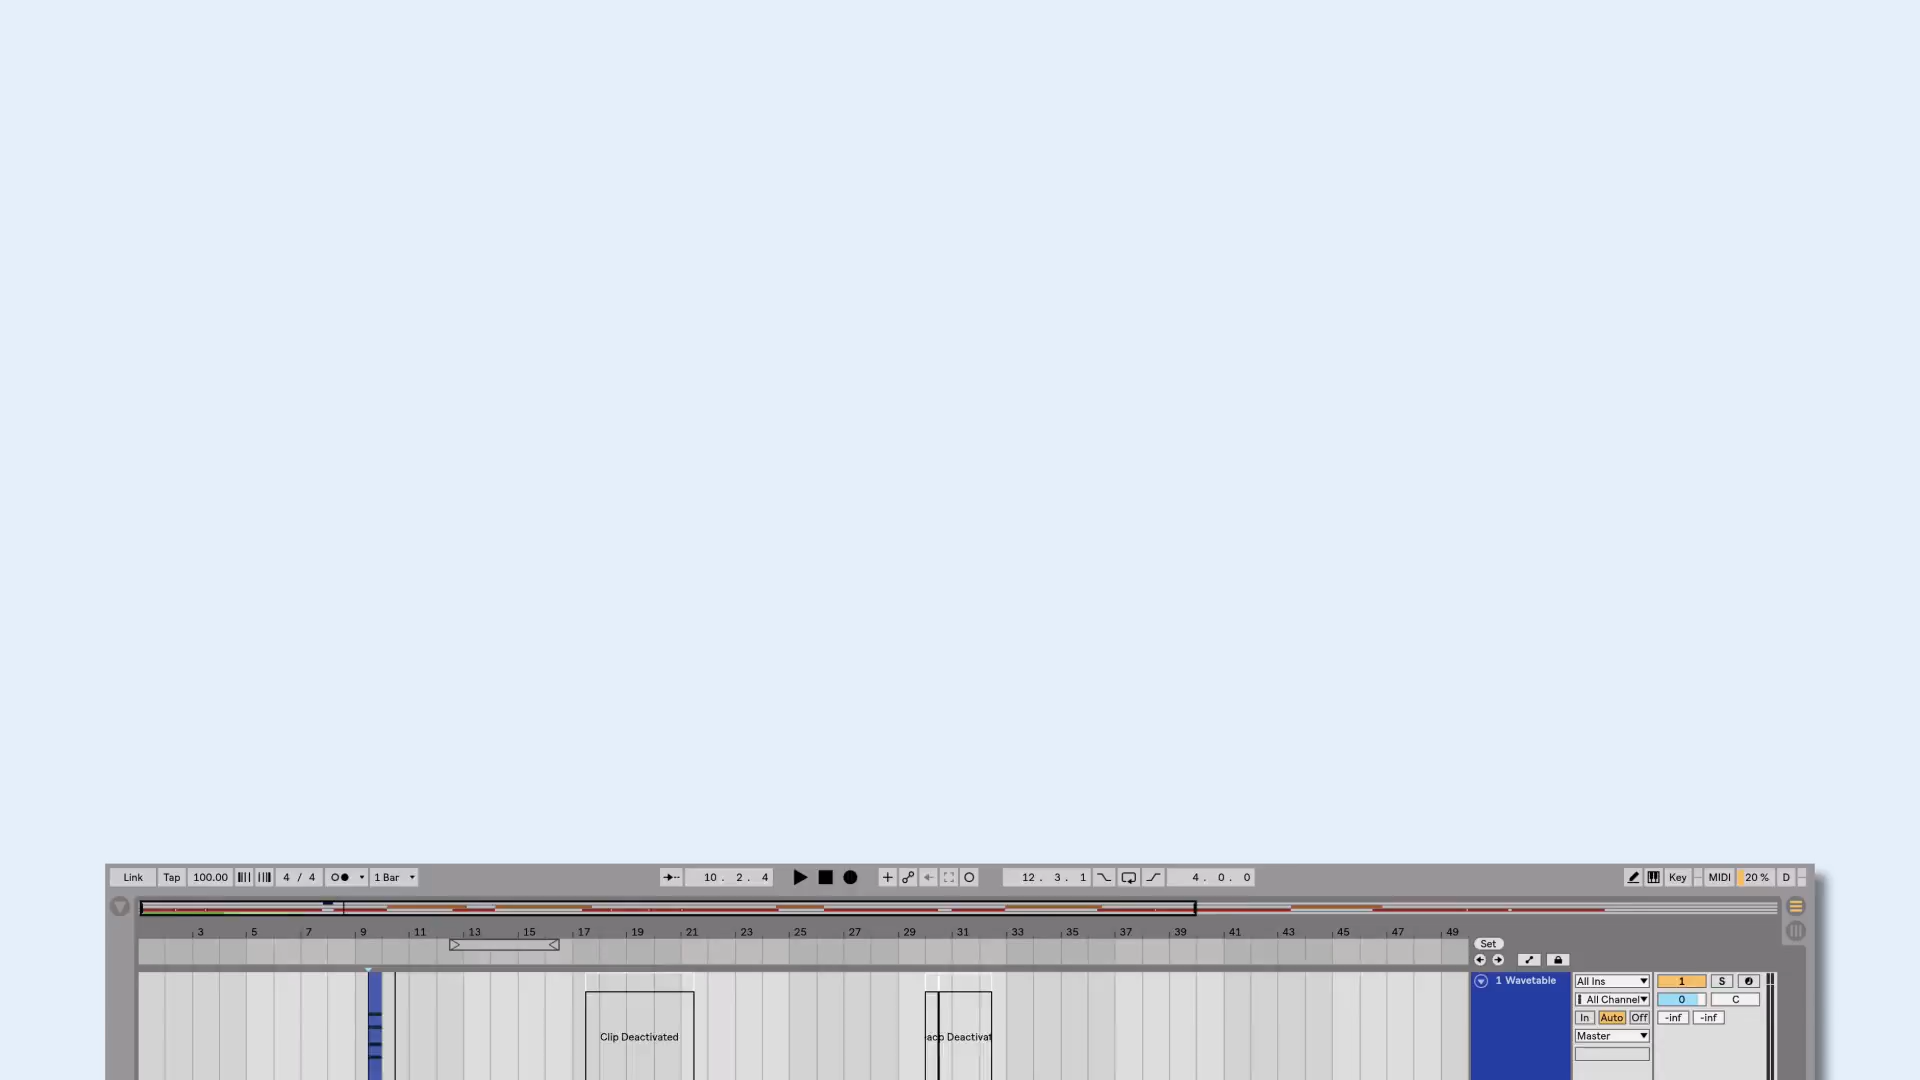 Link Tap 100.00 4 / 4 1 Bar 10 . 2 . 4 12 . 3 . 1 4 . 0 . 0 Key MIDI 20 % D
3 5 7 9 11 13 15 17 19 21 23 25 27 29 31 33 35 37 39 41 43 45 47 49
Set
1 Wavetable All Ins 1 S
All Channel 0 C
In Auto Off -inf -inf
Clip Deactivated Master